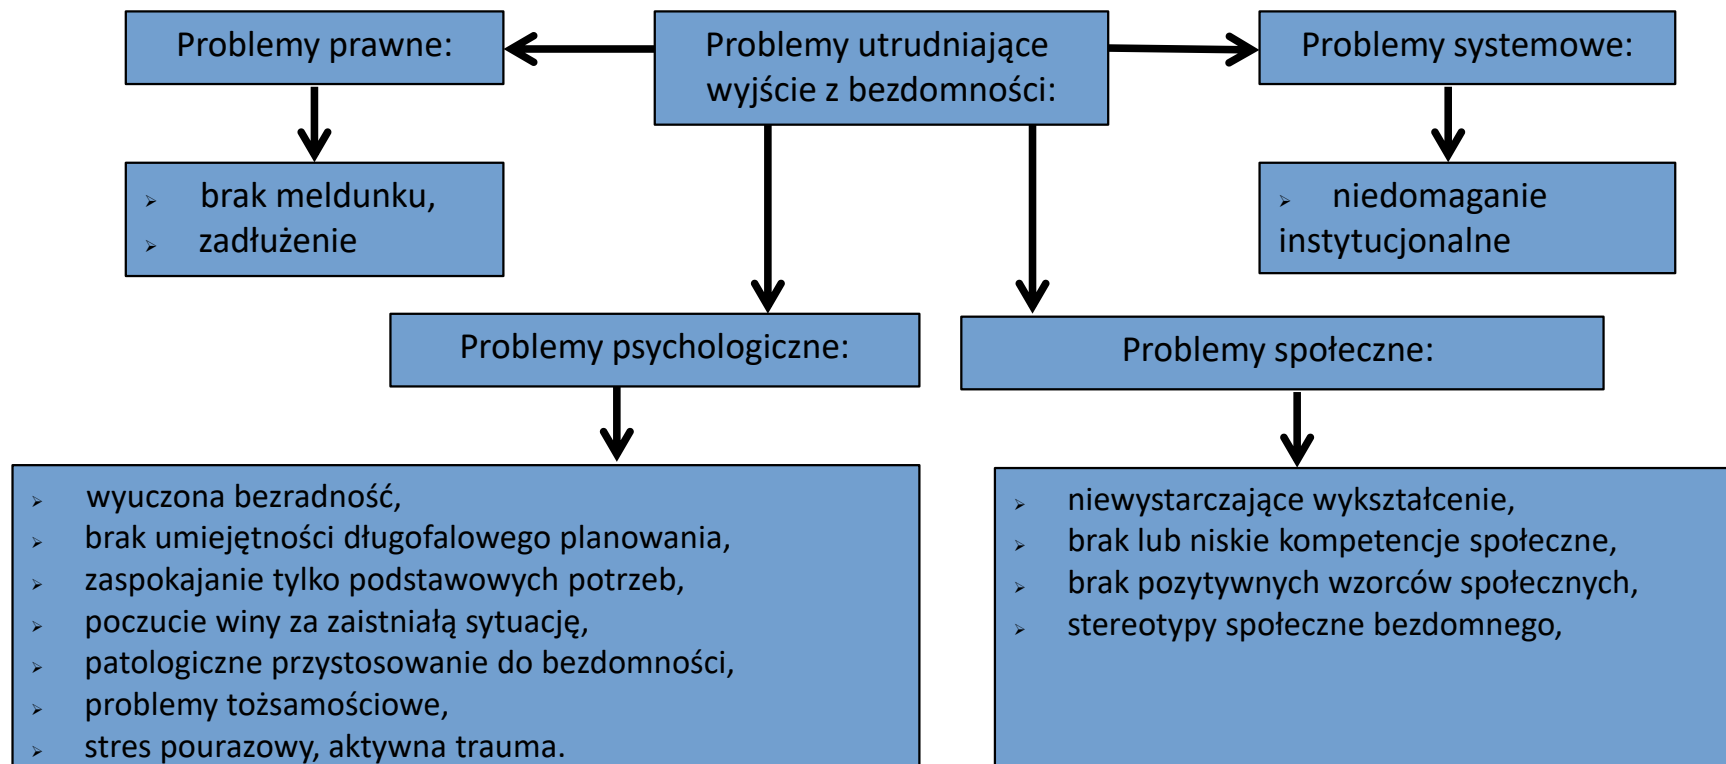 Problemy prawne:
Problemy utrudniające
wyjście z bezdomności:
Problemy systemowe:
➢ brak meldunku,
➢ zadłużenie
➢ niedomaganie
instytucjonalne
Problemy psychologiczne:
Problemy społeczne:
➢ wyuczona bezradność,
➢ brak umiejętności długofalowego planowania,
➢ zaspokajanie tylko podstawowych potrzeb,
➢ poczucie winy za zaistniałą sytuację,
➢ patologiczne przystosowanie do bezdomności,
➢ problemy tożsamościowe,
➢ stres pourazowy, aktywna trauma.
➢ niewystarczające wykształcenie,
➢ brak lub niskie kompetencje społeczne,
➢ brak pozytywnych wzorców społecznych,
➢ stereotypy społeczne bezdomnego,